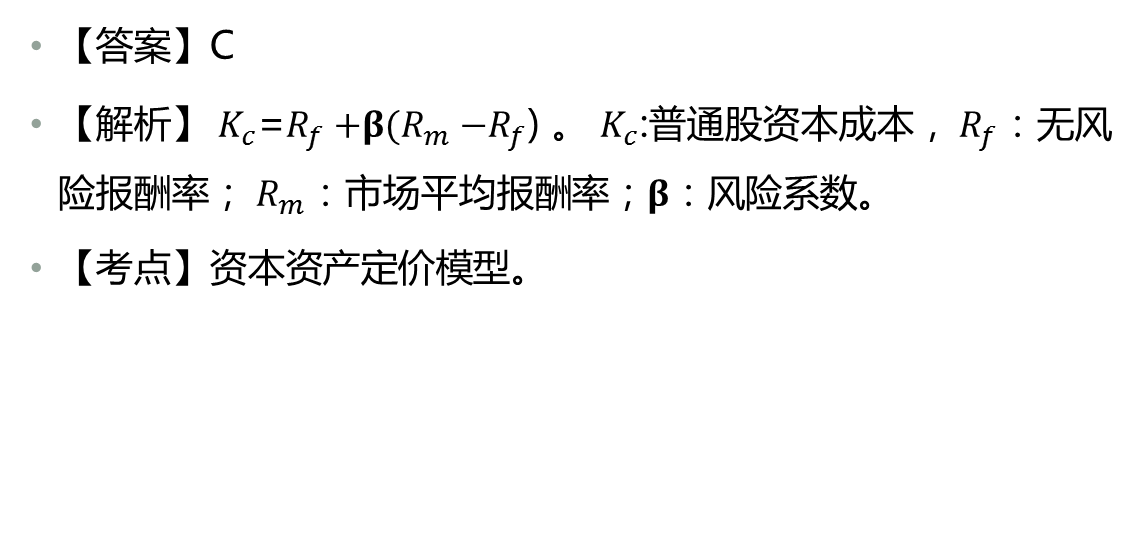 • 【答案】C
• 【解析】 𝐾𝑐=𝑅𝑓 +𝛃(𝑅𝑚 −𝑅𝑓) 。 𝐾𝑐:普通股资本成本，𝑅𝑓：无风
险报酬率； 𝑅𝑚：市场平均报酬率；𝛃：风险系数。
• 【考点】资本资产定价模型。